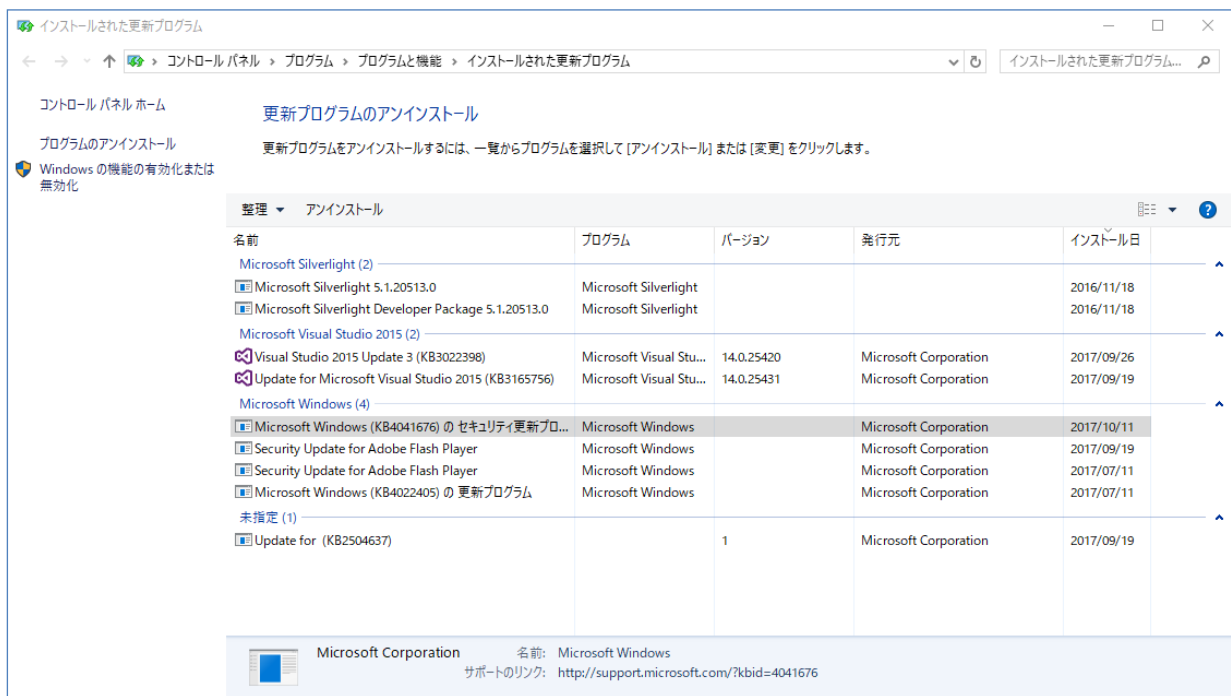 インストールされた更新プログラム
コントロール パネル › プログラム › プログラムと機能 › インストールされた更新プログラム
インストールされた更新プログラム...
コントロール パネル ホーム
プログラムのアンインストール
Windows の機能の有効化または
無効化
更新プログラムのアンインストール
更新プログラムをアンインストールするには、一覧からプログラムを選択して [アンインストール] または [変更] をクリックします。
整理 アンインストール
名前 プログラム バージョン 発行元 インストール日
Microsoft Silverlight (2)
Microsoft Silverlight 5.1.20513.0 Microsoft Silverlight 2016/11/18
Microsoft Silverlight Developer Package 5.1.20513.0 Microsoft Silverlight 2016/11/18
Microsoft Visual Studio 2015 (2)
Visual Studio 2015 Update 3 (KB3022398) Microsoft Visual Stu... 14.0.25420 Microsoft Corporation 2017/09/26
Update for Microsoft Visual Studio 2015 (KB3165756) Microsoft Visual Stu... 14.0.25431 Microsoft Corporation 2017/09/19
Microsoft Windows (4)
Microsoft Windows (KB4041676) の セキュリティ更新プロ... Microsoft Windows Microsoft Corporation 2017/10/11
Security Update for Adobe Flash Player Microsoft Windows Microsoft Corporation 2017/09/19
Security Update for Adobe Flash Player Microsoft Windows Microsoft Corporation 2017/07/11
Microsoft Windows (KB4022405) の 更新プログラム Microsoft Windows Microsoft Corporation 2017/07/11
未指定 (1)
Update for (KB2504637) 1 Microsoft Corporation 2017/09/19
Microsoft Corporation 名前: Microsoft Windows
サポートのリンク: http://support.microsoft.com/?kbid=4041676